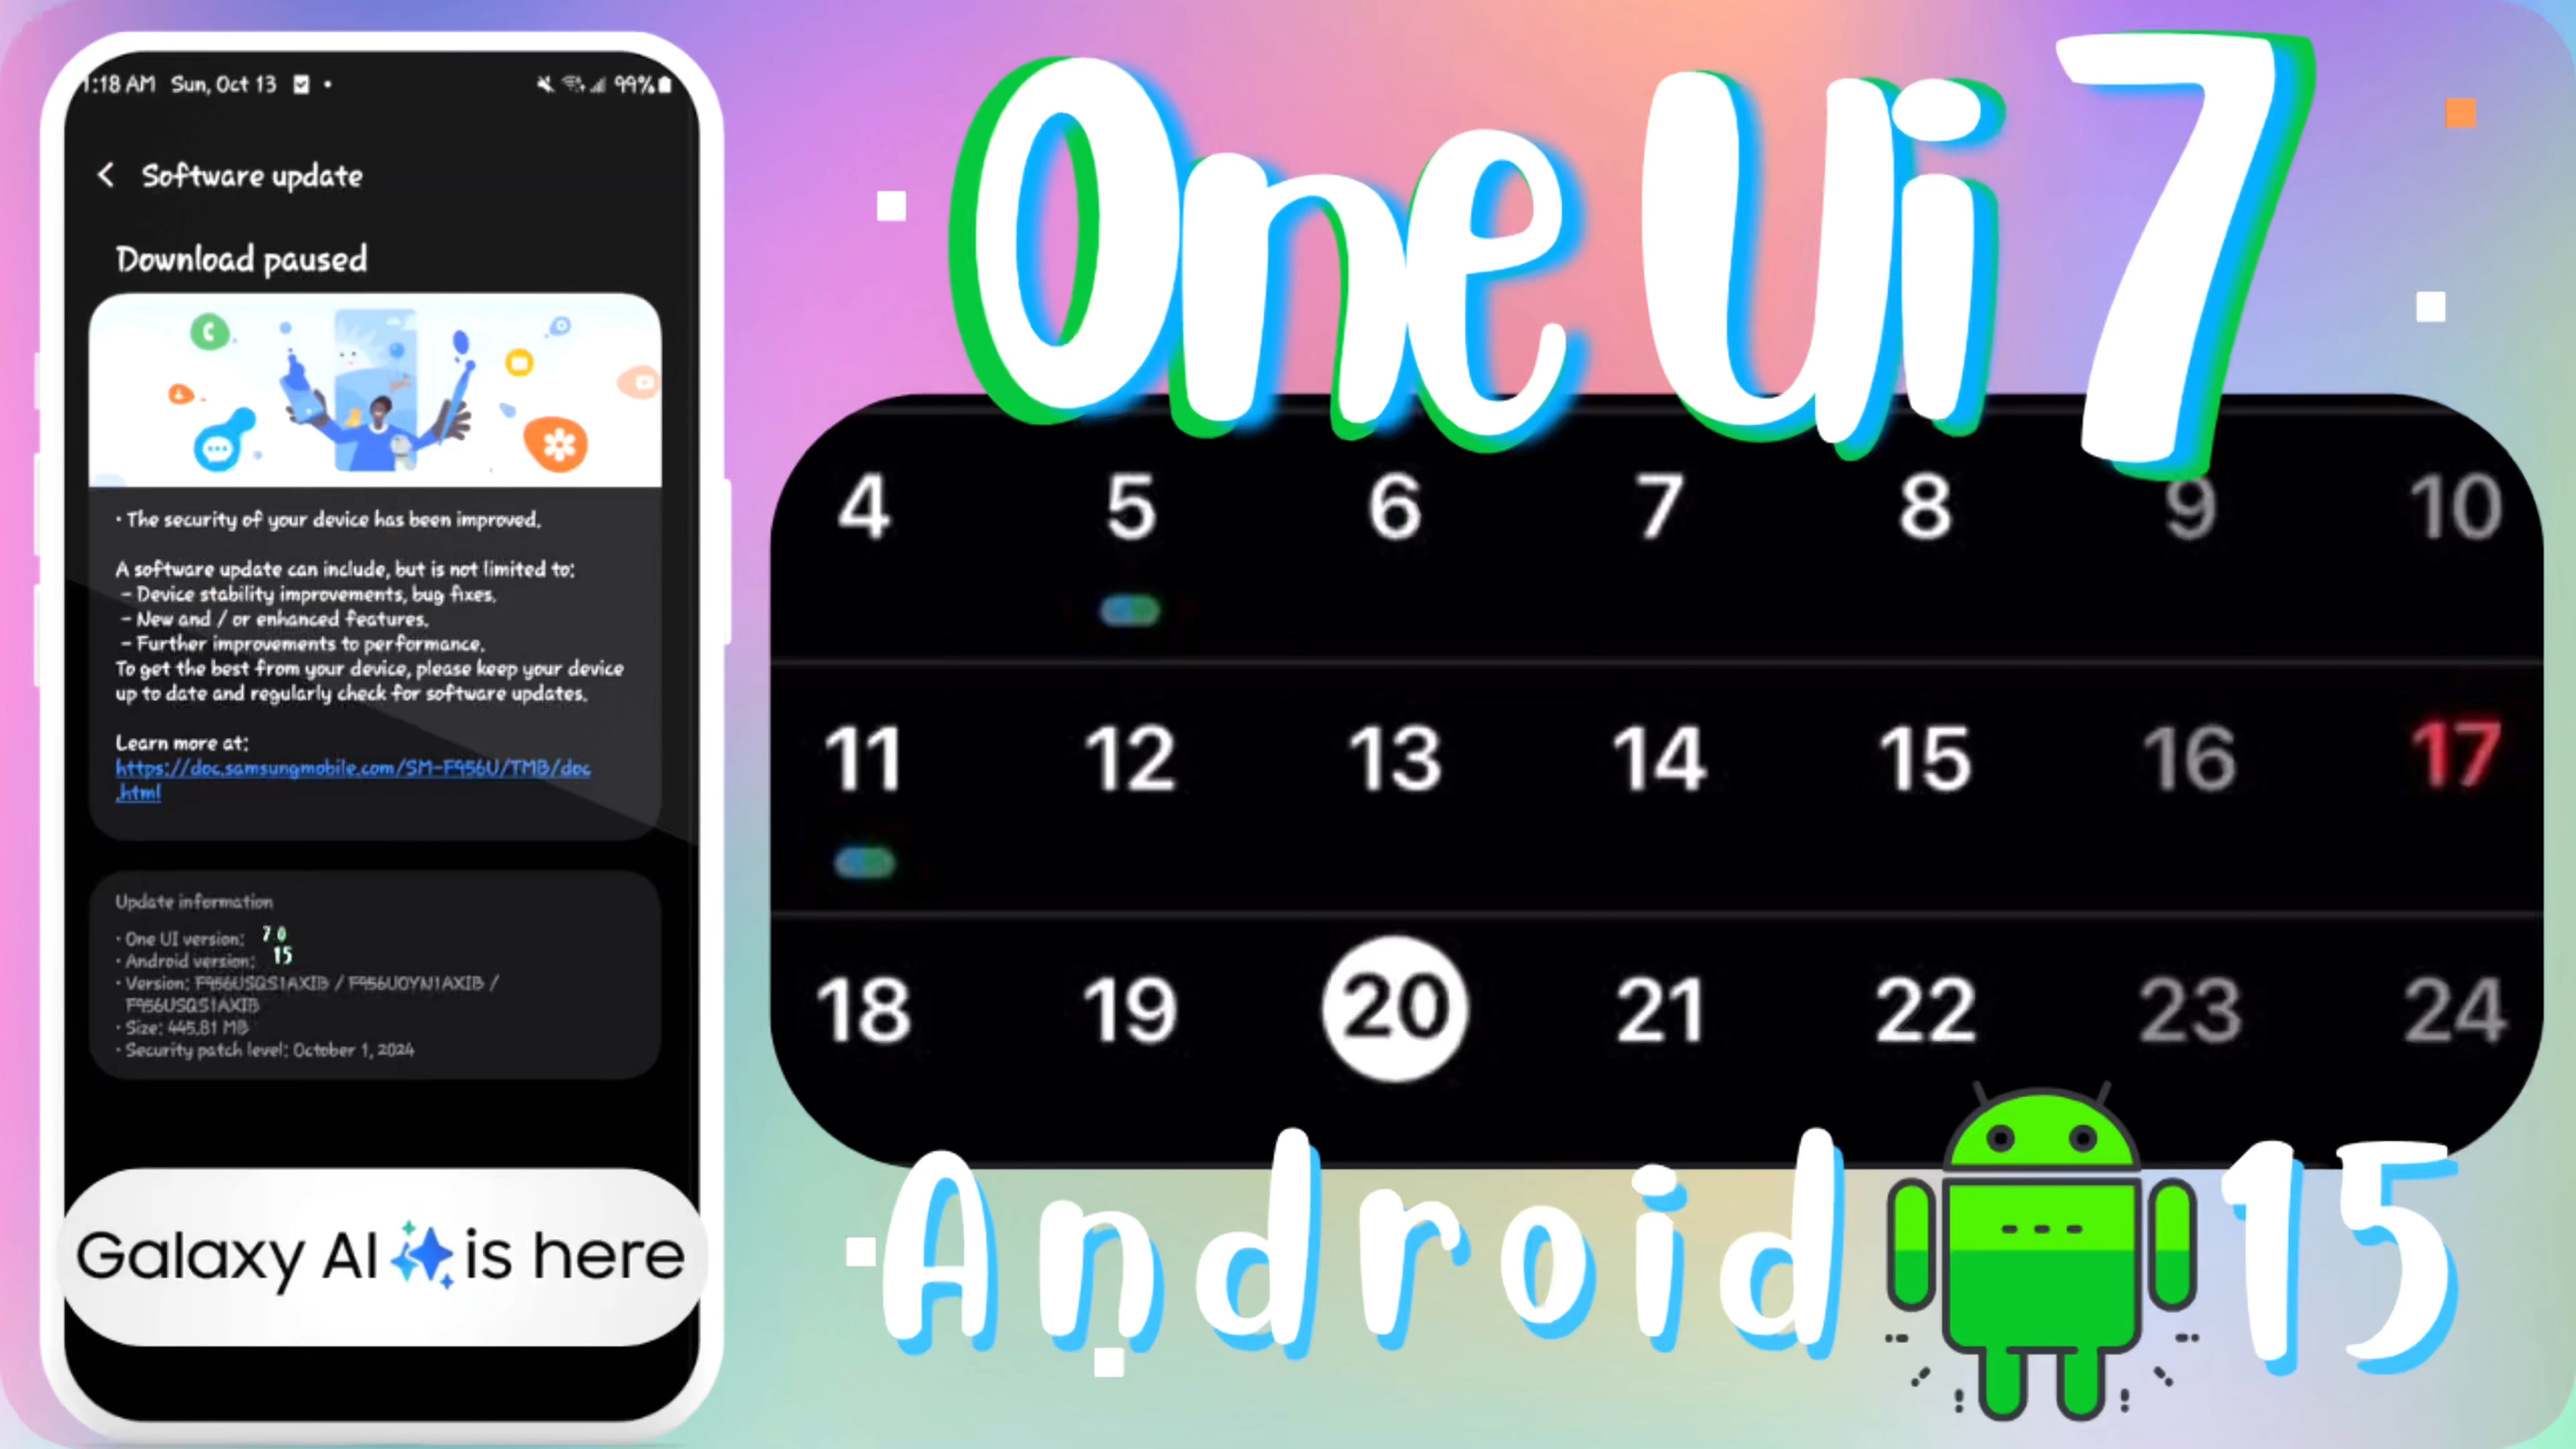 1:18 AM Sun, Oct 13 99%
Software update
Download paused
• The security of your device has been improved.
A software update can include, but is not limited to:
- Device stability improvements, bug fixes.
- New and / or enhanced features.
- Further improvements to performance.
To get the best from your device, please keep your device
up to date and regularly check for software updates.
Learn more at:
https://doc.samsungmobile.com/SM-F956U/TMB/doc
.html
Update information
• One UI version: 7.0
• Android version: 15
• Version: F956USQS1AXIB / F956UOYN1AXIB /
F956USQS1AXIB
• Size: 445.81 MB
• Security patch level: October 1, 2024
Galaxy AI is here
One Ui 7
4 5 6 7 8 9 10
11 12 13 14 15 16 17
18 19 20 21 22 23 24
Android 15